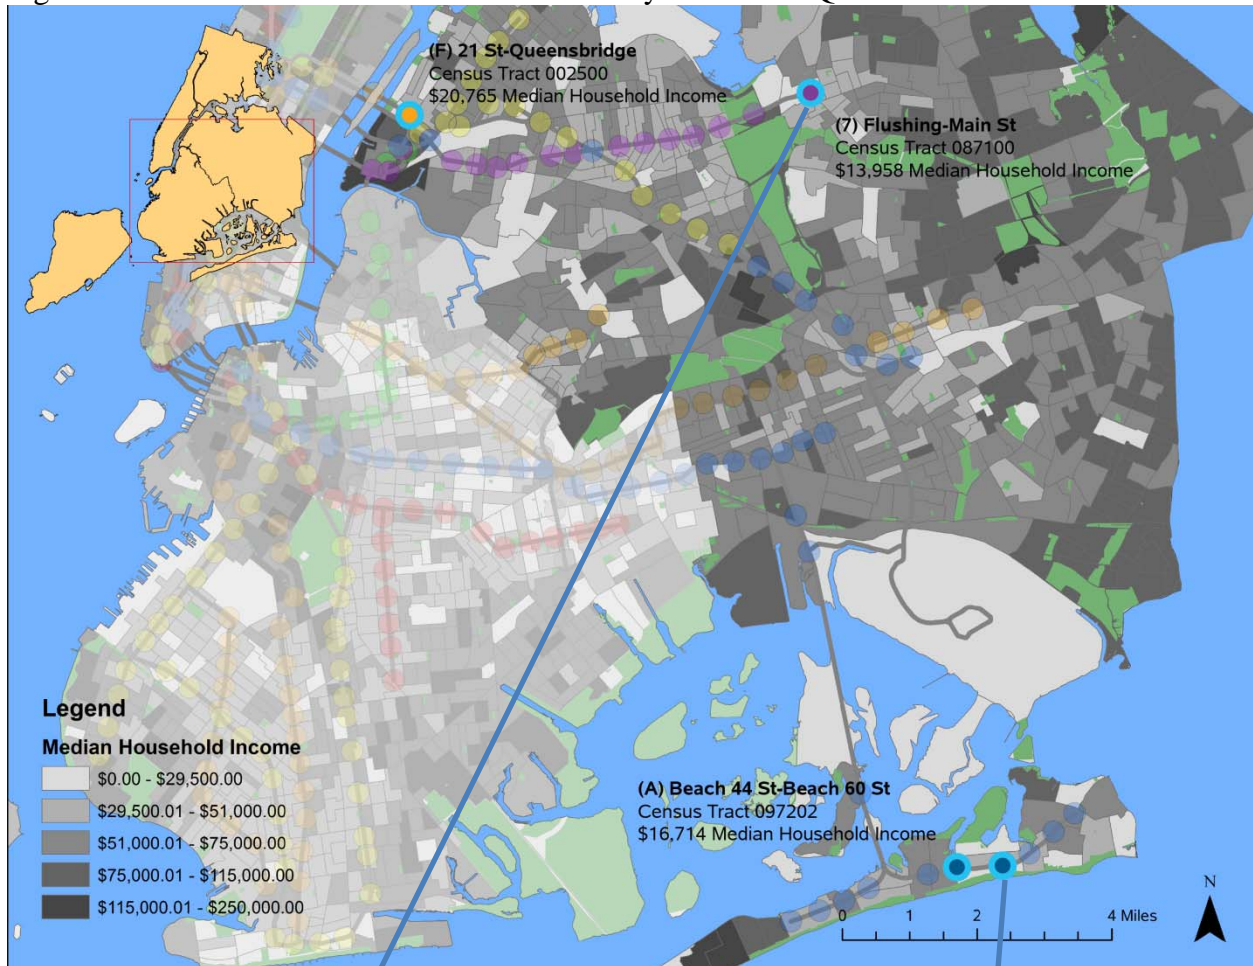 (F) 21 St-Queensbridge
Census Tract 002500
$20,765 Median Household Income
(7) Flushing-Main St
Census Tract 087100
$13,958 Median Household Income
(A) Beach 44 St-Beach 60 St
Census Tract 097202
$16,714 Median Household Income
Legend
Median Household Income
$0.00 - $29,500.00
$29,500.01 - $51,000.00
$51,000.01 - $75,000.00
$75,000.01 - $115,000.00
$115,000.01 - $250,000.00
N
0 1 2 4 Miles